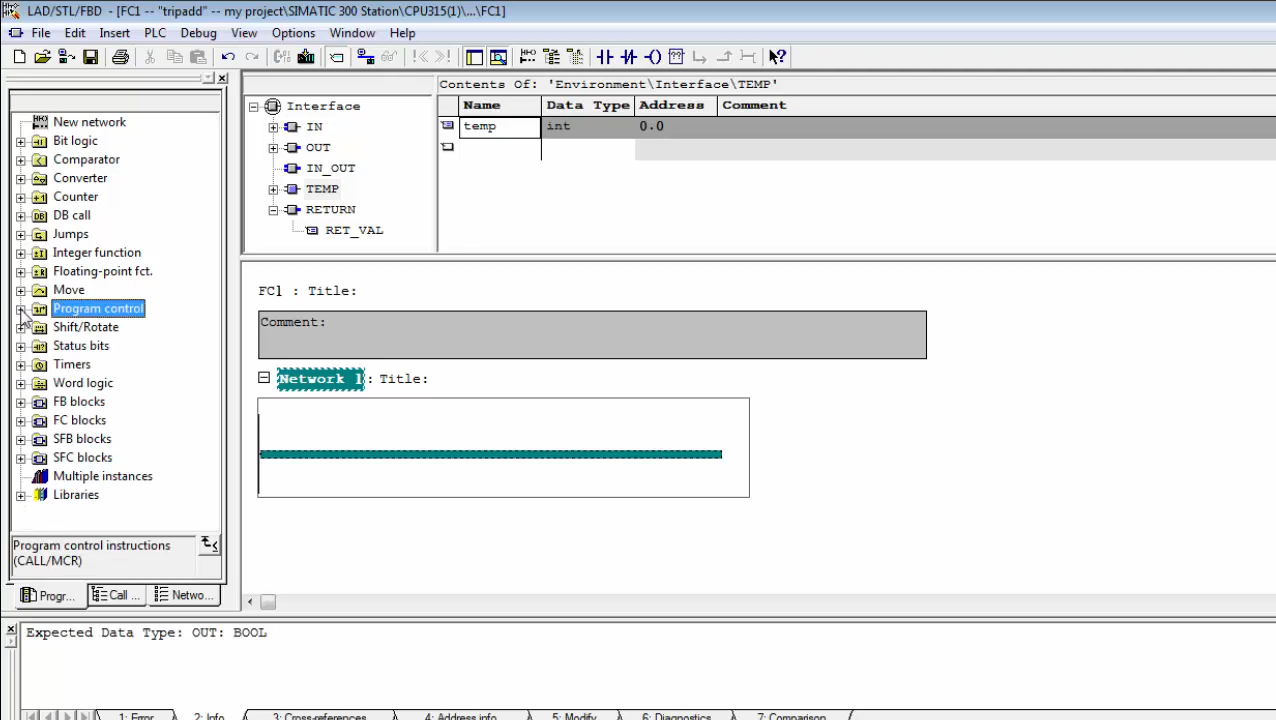 LAD/STL/FBD - [FC1 -- "tripadd" -- my project\SIMATIC 300 Station\CPU315(1)\...\FC1]
File Edit Insert PLC Debug View Options Window Help
New network
Bit logic
Comparator
Converter
Counter
DB call
Jumps
Integer function
Floating-point fct.
Move
Program control
Shift/Rotate
Status bits
Timers
Word logic
FB blocks
FC blocks
SFB blocks
SFC blocks
Multiple instances
Libraries
Program control instructions
(CALL/MCR)
Progr... Call ... Netwo...
Interface
IN
OUT
IN_OUT
TEMP
RETURN
RET_VAL
Contents Of: 'Environment\Interface\TEMP'
Name Data Type Address Comment
temp int 0.0
FC1 : Title:
Comment:
Network 1: Title:
Expected Data Type: OUT: BOOL
1: Error 2: Info 3: Cross-references 4: Address info. 5: Modify 6: Diagnostics 7: Comparison